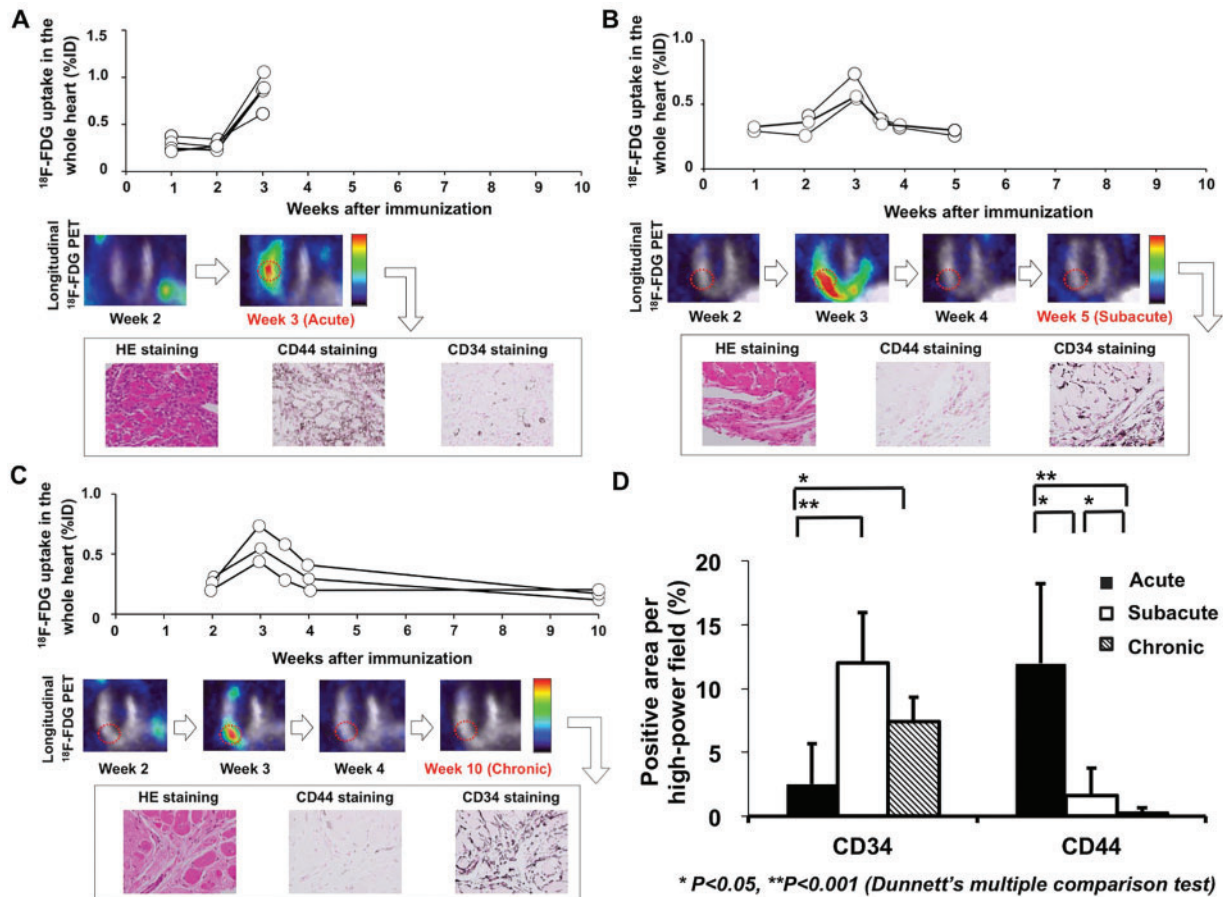 A
¹⁸F-FDG uptake in the
whole heart (%ID)
1.5
1.0
0.5
0
0 1 2 3 4 5 6 7 8 9 10
Weeks after immunization
Longitudinal
¹⁸F-FDG PET
Week 2
Week 3 (Acute)
HE staining
CD44 staining
CD34 staining
B
¹⁸F-FDG uptake in the
whole heart (%ID)
1.0
0.5
0
0 1 2 3 4 5 6 7 8 9 10
Weeks after immunization
Longitudinal
¹⁸F-FDG PET
Week 2
Week 3
Week 4
Week 5 (Subacute)
HE staining
CD44 staining
CD34 staining
C
¹⁸F-FDG uptake in the
whole heart (%ID)
1.0
0.5
0
0 1 2 3 4 5 6 7 8 9 10
Weeks after immunization
Longitudinal
¹⁸F-FDG PET
Week 2
Week 3
Week 4
Week 10 (Chronic)
HE staining
CD44 staining
CD34 staining
D
*
**
**
*
*
Positive area per
high-power field (%)
20
15
10
5
0
Acute
Subacute
Chronic
CD34
CD44
* P<0.05, **P<0.001 (Dunnett's multiple comparison test)